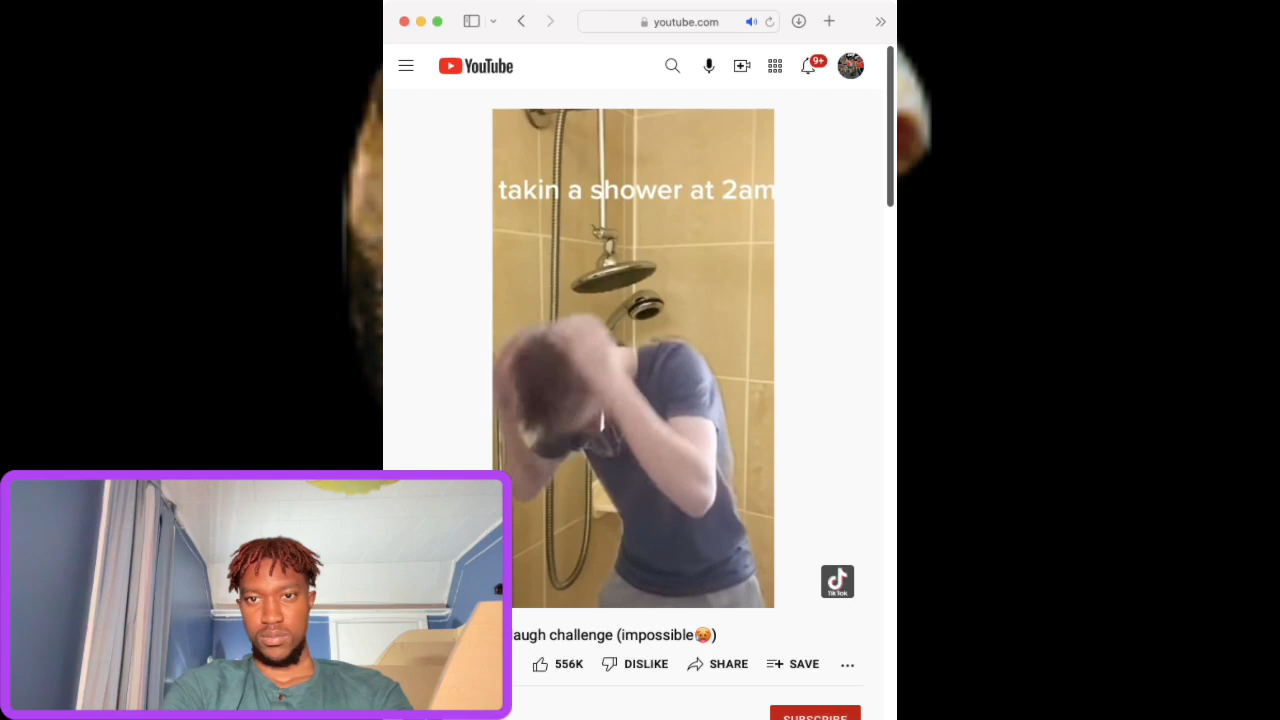 youtube.com
YouTube
9+
takin a shower at 2am
TikTok
augh challenge (impossible🥵)
556K
DISLIKE
SHARE
SAVE
SUBSCRIBE